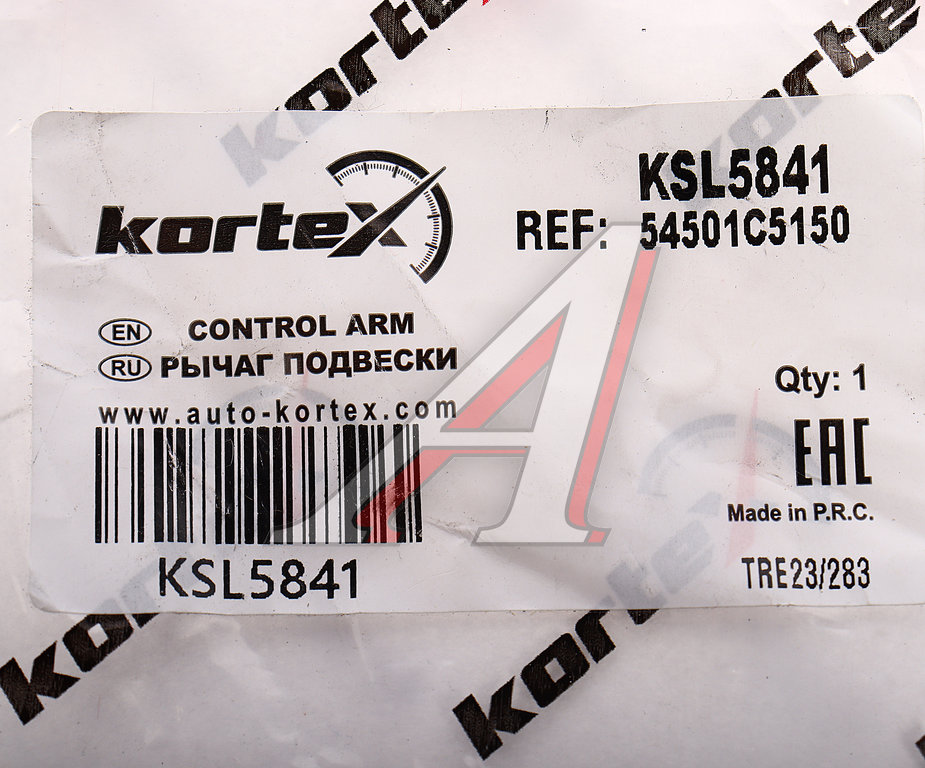 kortex
kortex
kortex
KSL5841
REF: 54501C5150
EN CONTROL ARM
RU РЫЧАГ ПОДВЕСКИ
www.auto-kortex.com
Qty: 1
EAC
Made in P.R.C.
KSL5841
TRE23/283
kortex
kortex